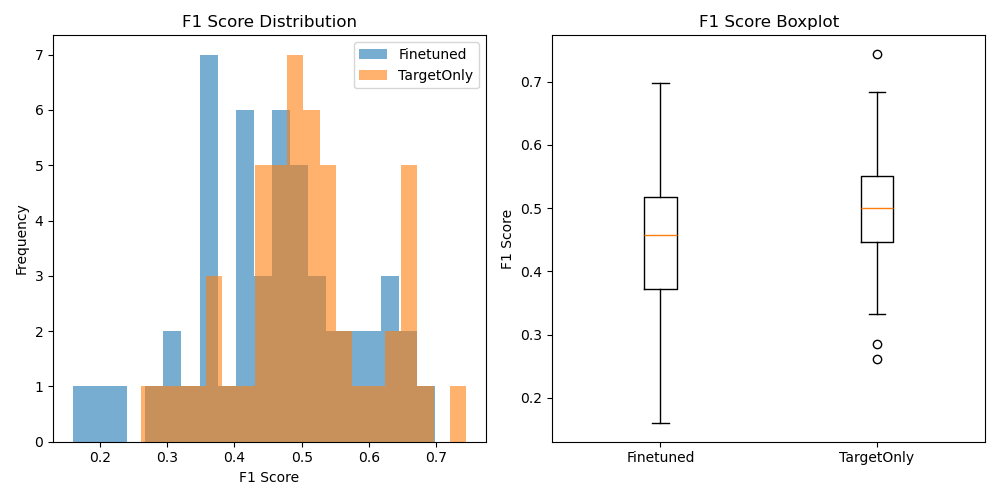 F1 Score Distribution
Finetuned
TargetOnly
7
6
5
4
3
2
1
0
Frequency
0.2 0.3 0.4 0.5 0.6 0.7
F1 Score
F1 Score Boxplot
0.7
0.6
0.5
0.4
0.3
0.2
F1 Score
Finetuned TargetOnly